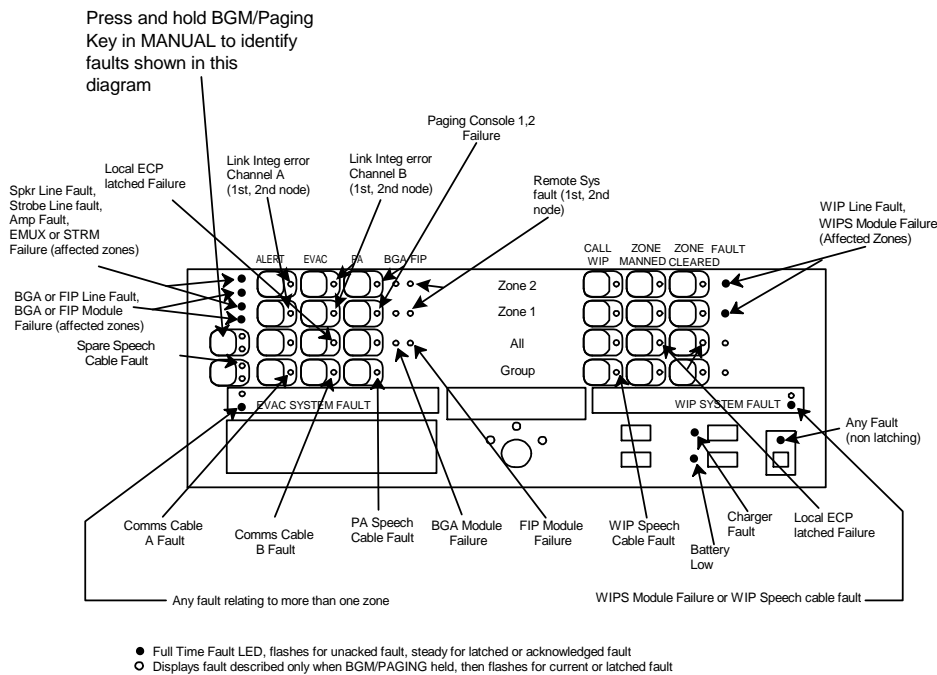 Press and hold BGM/Paging
Key in MANUAL to identify
faults shown in this
diagram
Paging Console 1,2
Failure
Local ECP
latched Failure
Link Integ error
Channel A
(1st, 2nd node)
Link Integ error
Channel B
(1st, 2nd node)
Remote Sys
fault (1st, 2nd
node)
Spkr Line Fault,
Strobe Line fault,
Amp Fault,
EMUX or STRM
Failure (affected zones)
WIP Line Fault,
WIPS Module Failure
(Affected Zones)
BGA or FIP Line Fault,
BGA or FIP Module
Failure (affected zones)
Spare Speech
Cable Fault
ALERT EVAC PA BGA FIP
CALL ZONE ZONE FAULT
WIP MANNED CLEARED
Zone 2
Zone 1
All
Group
EVAC SYSTEM FAULT
WIP SYSTEM FAULT
Any Fault
(non latching)
Comms Cable
A Fault
Comms Cable
B Fault
PA Speech
Cable Fault
BGA Module
Failure
FIP Module
Failure
WIP Speech
Cable Fault
Battery
Low
Charger
Fault
Local ECP
latched Failure
Any fault relating to more than one zone
WIPS Module Failure or WIP Speech cable fault
Full Time Fault LED, flashes for unacked fault, steady for latched or acknowledged fault
Displays fault described only when BGM/PAGING held, then flashes for current or latched fault